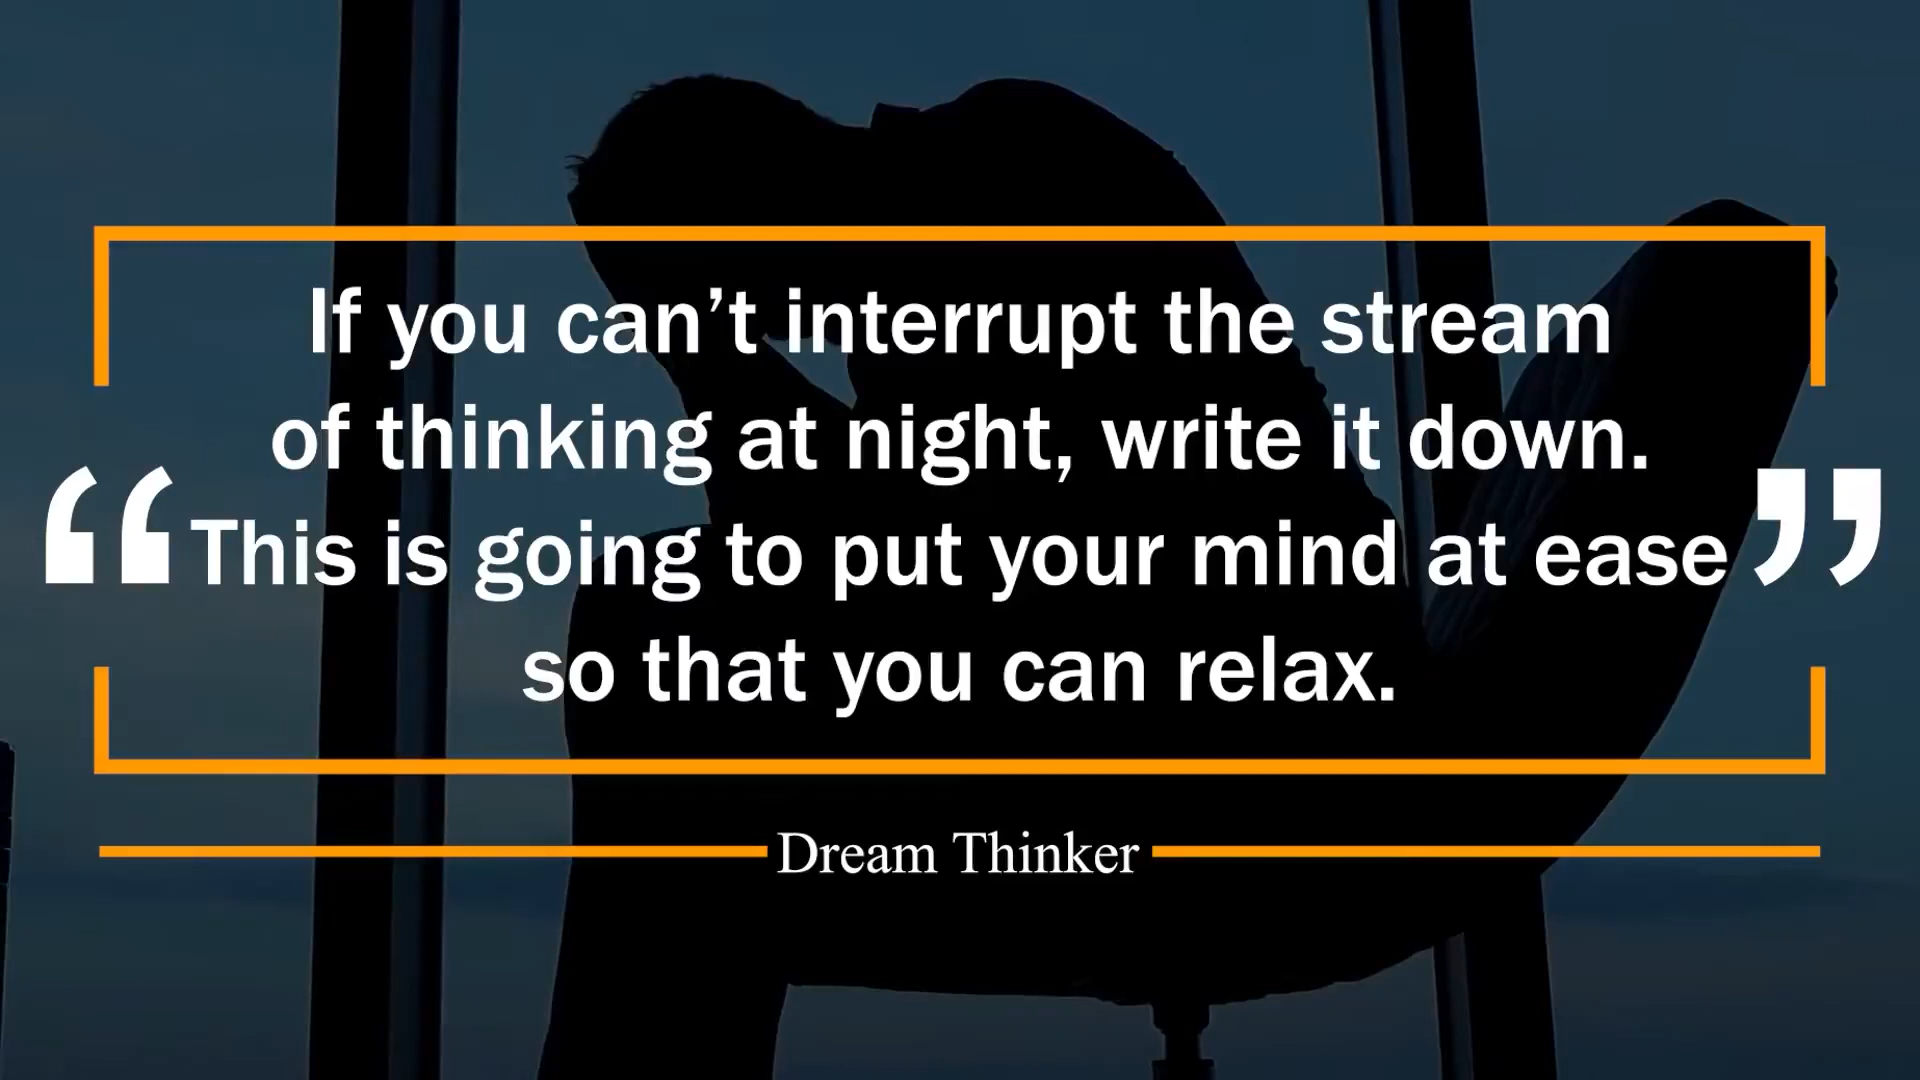 If you can’t interrupt the stream
of thinking at night, write it down.
“This is going to put your mind at ease”
so that you can relax.
Dream Thinker